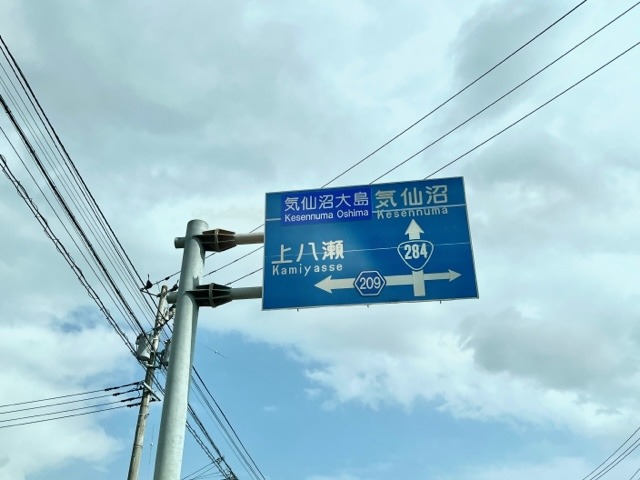 気仙沼大島
Kesennuma Oshima
気仙沼
Kesennuma
上八瀬
Kamiyasse
284
209